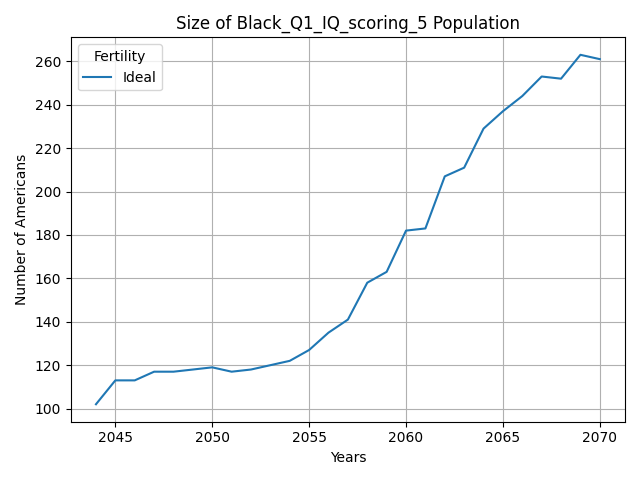 Size of Black_Q1_IQ_scoring_5 Population
Fertility
Ideal
260
240
220
200
180
160
140
120
100
Number of Americans
2045 2050 2055 2060 2065 2070
Years